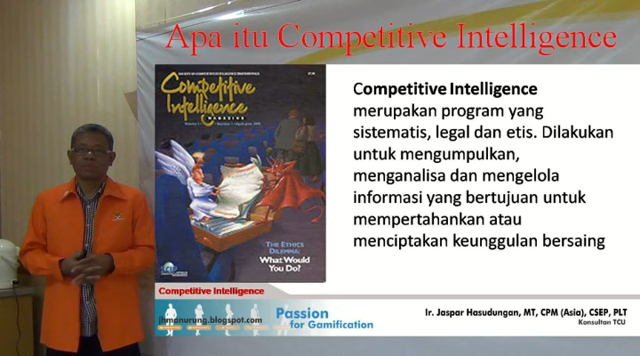 Apa itu Competitive Intelligence
Competitive
Intelligence
MAGAZINE
THE ETHICS
DILEMMA:
WHAT WOULD
YOU DO?
Competitive Intelligence
merupakan program yang
sistematis, legal dan etis. Dilakukan
untuk mengumpulkan,
menganalisa dan mengelola
informasi yang bertujuan untuk
mempertahankan atau
menciptakan keunggulan bersaing
Competitive Intelligence
jhmanurung.blogspot.com
Passion
for Gamification
Ir. Jaspar Hasudungan, MT, CPM (Asia), CSEP, PLT
Konsultan TCU